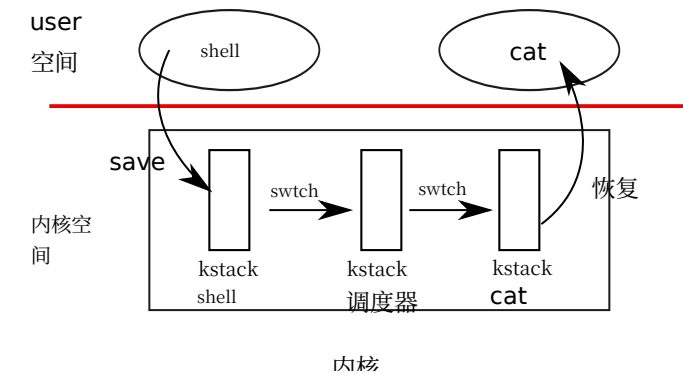 user
空间
shell
cat
save
swtch
swtch
恢复
内核空
间
kstack
shell
kstack
调度器
kstack
cat
内核